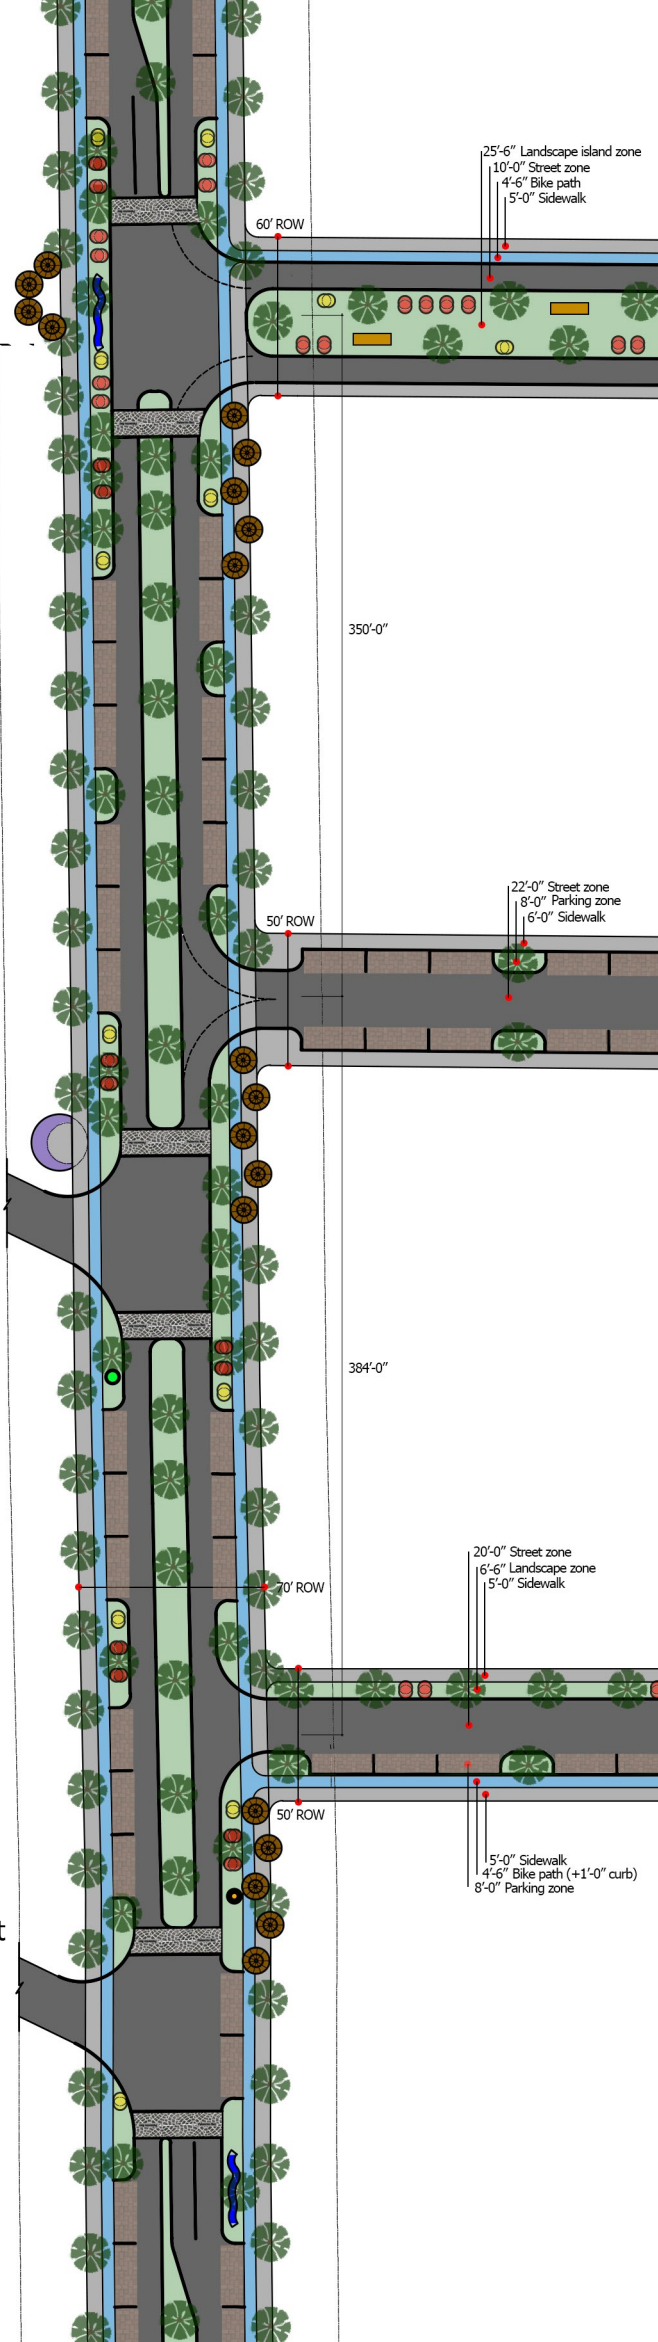 25'-6" Landscape island zone
10'-0" Street zone
4'-6" Bike path
5'-0" Sidewalk
60' ROW
350'-0"
22'-0" Street zone
8'-0" Parking zone
6'-0" Sidewalk
50' ROW
384'-0"
20'-0" Street zone
6'-6" Landscape zone
5'-0" Sidewalk
70' ROW
50' ROW
5'-0" Sidewalk
4'-6" Bike path (+1'-0" curb)
8'-0" Parking zone
t